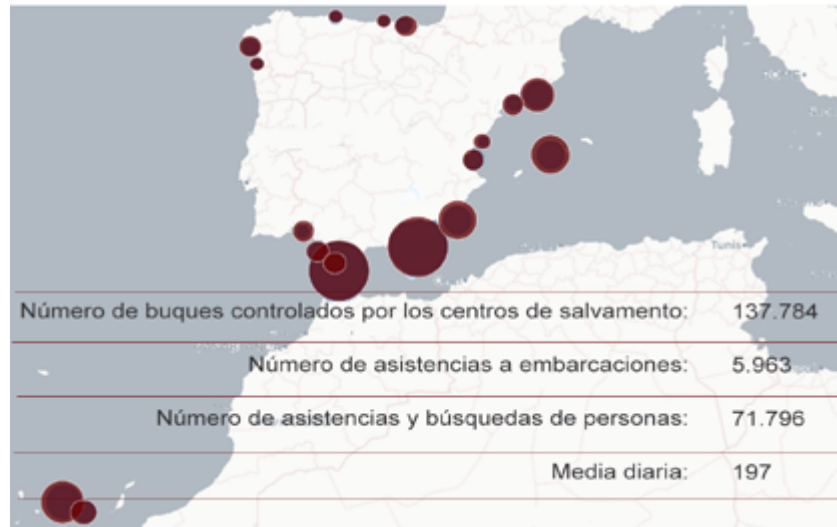 Tunis
Número de buques controlados por los centros de salvamento: 137.784
Número de asistencias a embarcaciones: 5.963
Número de asistencias y búsquedas de personas: 71.796
Media diaria: 197